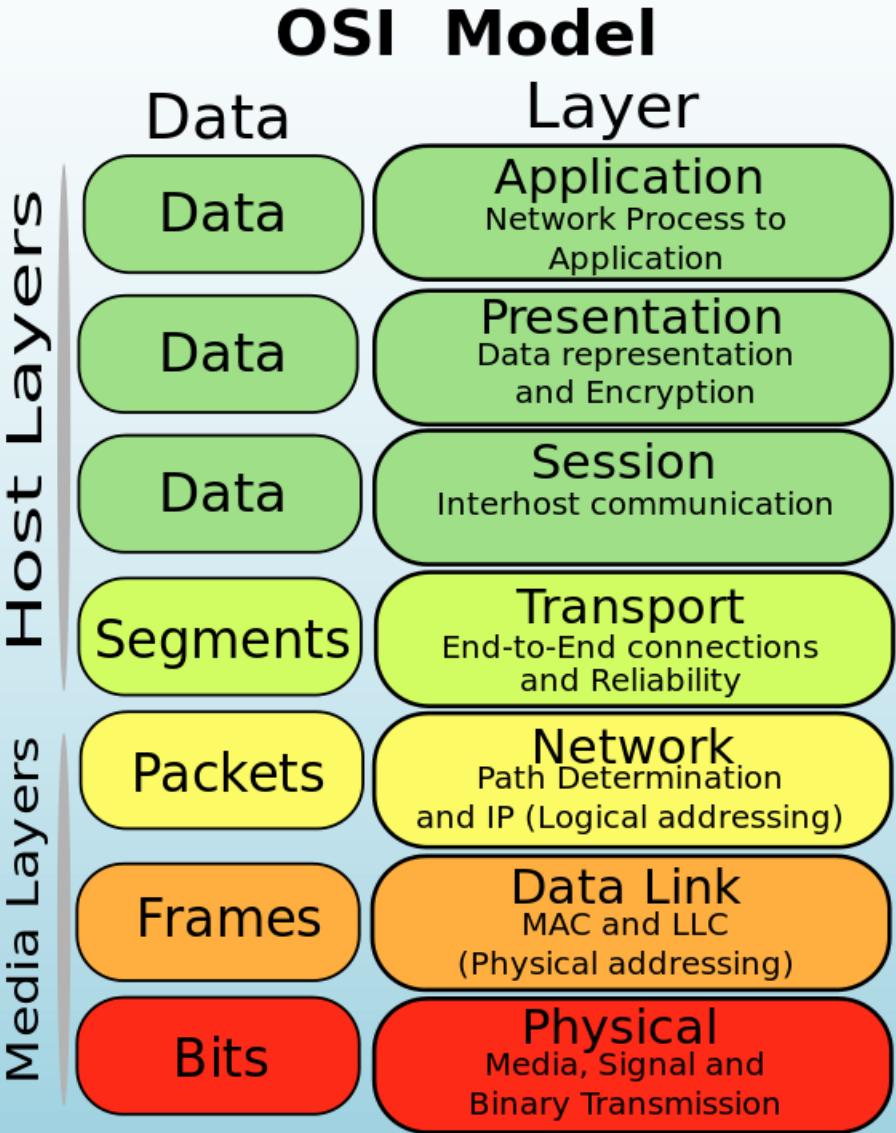 OSI Model
Data
Layer
Host Layers
Data
Application
Network Process to
Application
Data
Presentation
Data representation
and Encryption
Data
Session
Interhost communication
Segments
Transport
End-to-End connections
and Reliability
Media Layers
Packets
Network
Path Determination
and IP (Logical addressing)
Frames
Data Link
MAC and LLC
(Physical addressing)
Bits
Physical
Media, Signal and
Binary Transmission